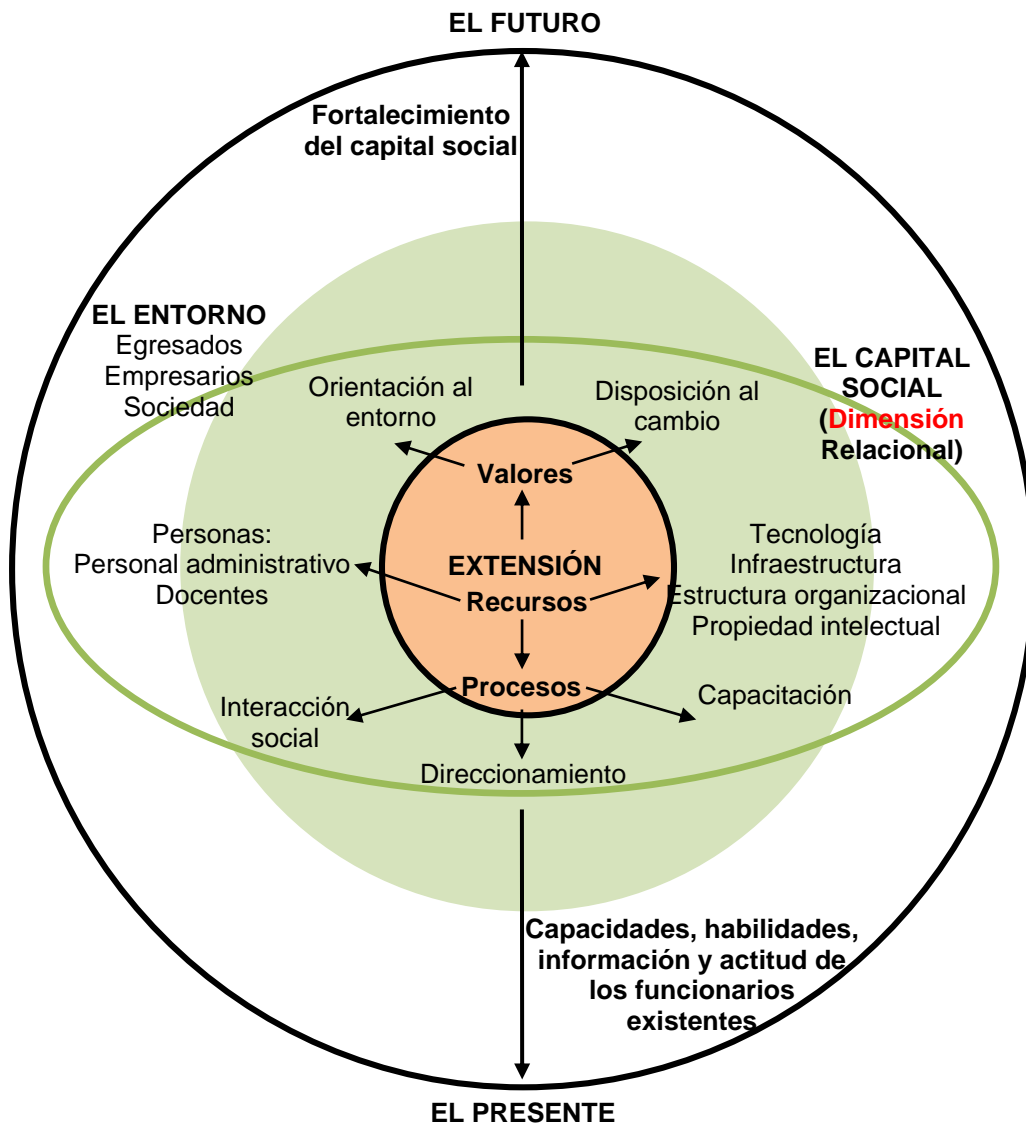 EL FUTURO
Fortalecimiento
del capital social
EL ENTORNO
Egresados
Empresarios
Sociedad
EL CAPITAL
SOCIAL
(Dimensión
Relacional)
Orientación al
entorno
Disposición al
cambio
Valores
Personas:
Personal administrativo
Docentes
EXTENSIÓN
Recursos
Tecnología
Infraestructura
Estructura organizacional
Propiedad intelectual
Procesos
Interacción
social
Capacitación
Direccionamiento
Capacidades, habilidades,
información y actitud de
los funcionarios
existentes
EL PRESENTE